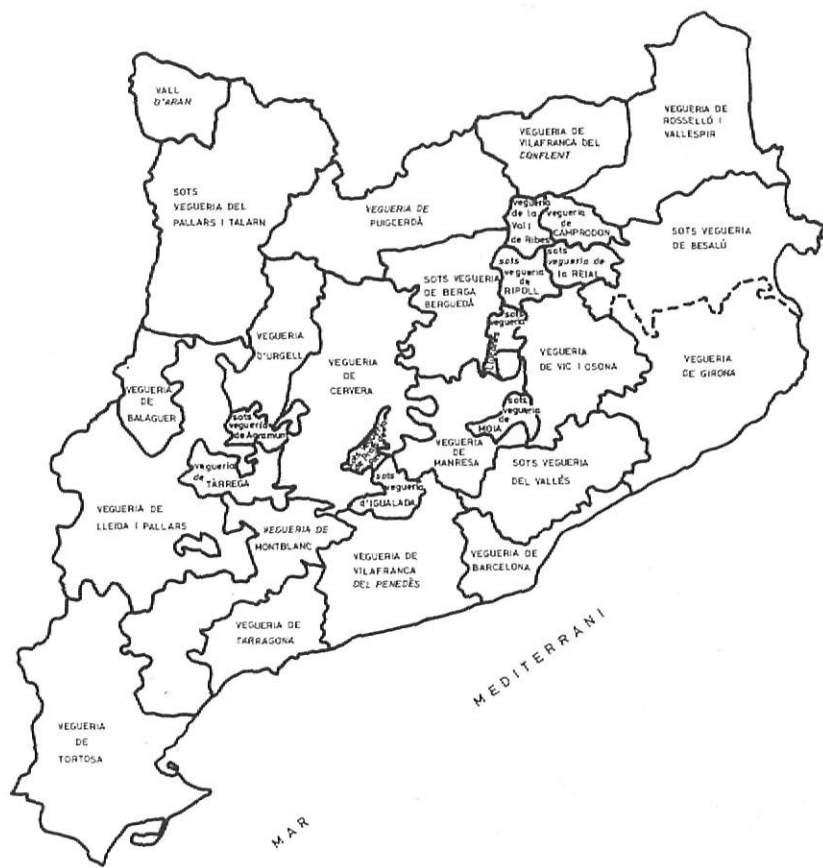 VALL
D'ARAN
VEGUERIA DE
ROSSELLÓ I
VALLESPIR
VEGUERIA DE
VILAFRANCA DEL
CONFLENT
SOTS
VEGUERIA DEL
PALLARS I TALARN
VEGUERIA DE
PUIGCERDÀ
vegueria
de la
Vall
de Ribes
vegueria
de
CAMPRODON
SOTS VEGUERIA
DE BESALÚ
sots
vegueria de
la REIAL
sots
vegueria
de
RIPOLL
SOTS VEGUERIA
DE BERGA
BERGUEDÀ
sots
vegueria
VEGUERIA
D'URGELL
VEGUERIA
DE
CERVERA
VEGUERIA
DE VIC I OSONA
VEGUERIA
DE GIRONA
VEGUERIA
DE
BALAGUER
sots
vegueria
de Agramun
sots
vegueria
de
MOIA
VEGUERIA
DE
MANRESA
vegueria
de TÀRREGA
sots
vegueria
d'IGUALADA
SOTS VEGUERIA
DEL VALLÉS
VEGUERIA DE
LLEIDA I PALLARS
VEGUERIA DE
MONTBLANC
VEGUERIA DE
VILAFRANCA
DEL PENEDÈS
VEGUERIA DE
BARCELONA
VEGUERIA DE
TARRAGONA
VEGUERIA
DE
TORTOSA
MAR MEDITERRANI